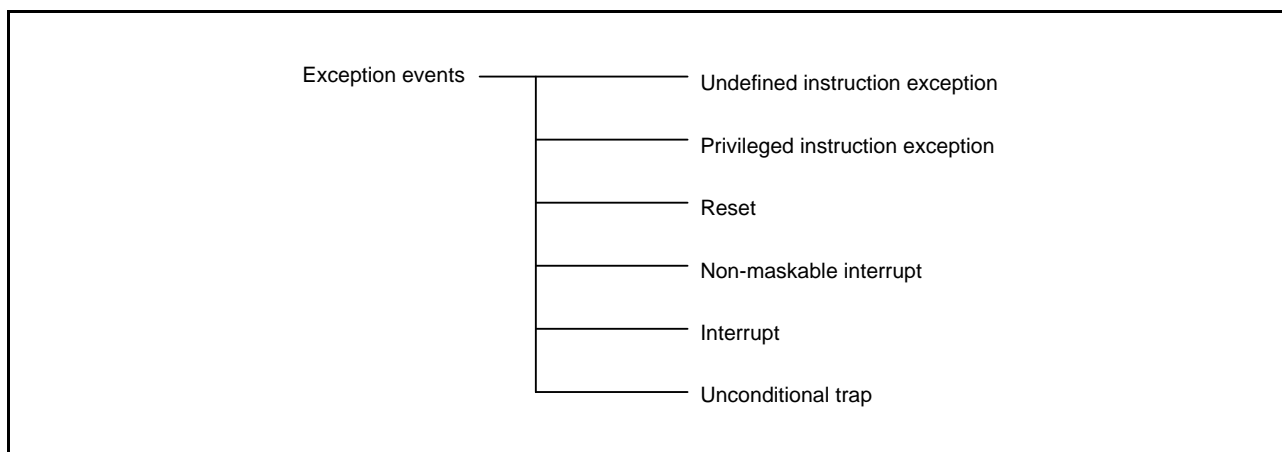 Exception events
Undefined instruction exception
Privileged instruction exception
Reset
Non-maskable interrupt
Interrupt
Unconditional trap